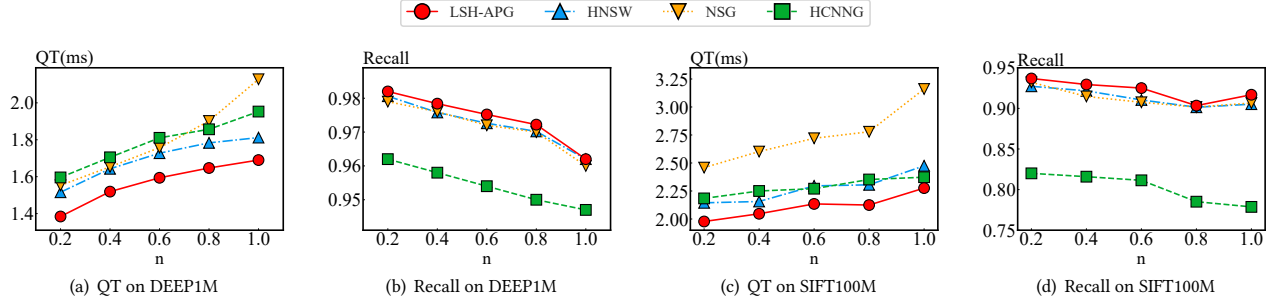 LSH-APG HNSW NSG HCNNG
QT(ms)
2.0
1.8
1.6
1.4
0.2 0.4 0.6 0.8 1.0
n
(a) QT on DEEP1M
Recall
0.98
0.97
0.96
0.95
0.2 0.4 0.6 0.8 1.0
n
(b) Recall on DEEP1M
QT(ms)
3.25
3.00
2.75
2.50
2.25
2.00
0.2 0.4 0.6 0.8 1.0
n
(c) QT on SIFT100M
Recall
0.95
0.90
0.85
0.80
0.75
0.2 0.4 0.6 0.8 1.0
n
(d) Recall on SIFT100M